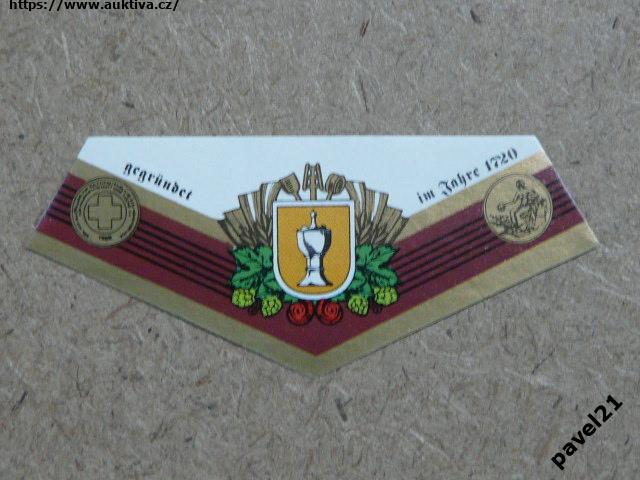 https://www.auktiva.cz/
gegründet
im Jahre 1720
pavel21